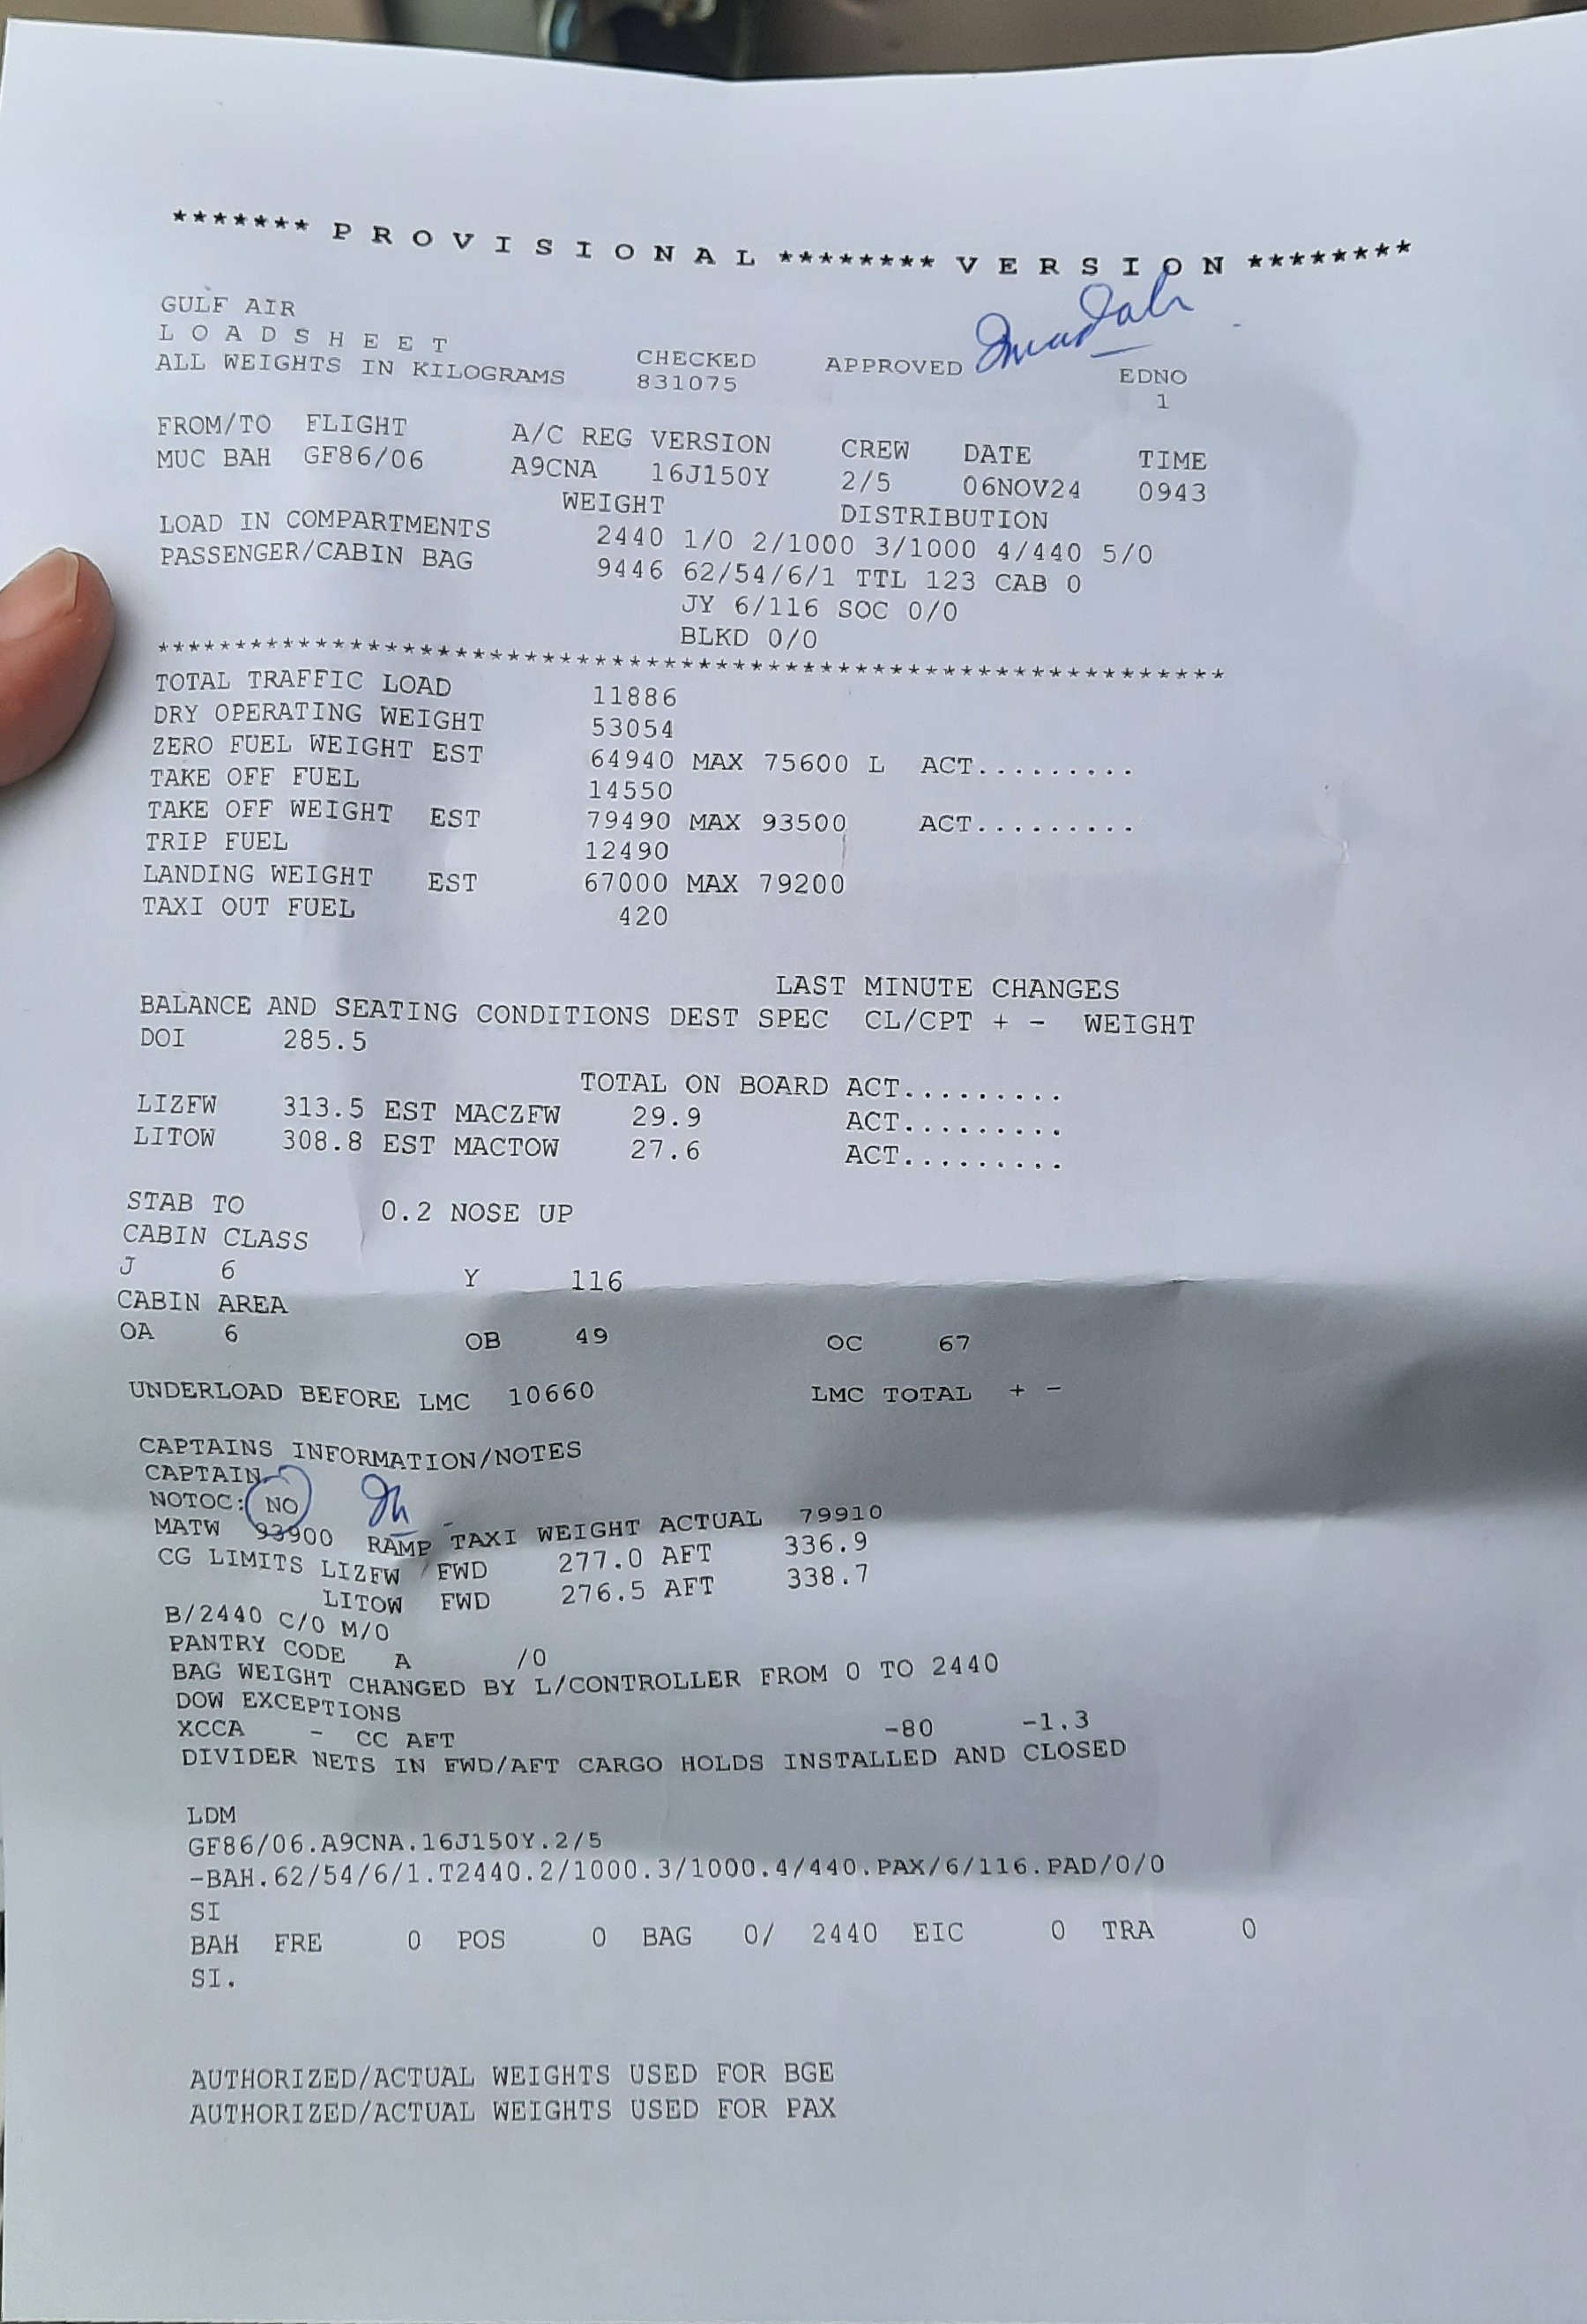 ******* P R O V I S I O N A L ******** V E R S I O N ********
GULF AIR
L O A D S H E E T CHECKED APPROVED EDNO
ALL WEIGHTS IN KILOGRAMS 831075 1
FROM/TO FLIGHT A/C REG VERSION CREW DATE TIME
MUC BAH GF86/06 A9CNA 16J150Y 2/5 06NOV24 0943
WEIGHT DISTRIBUTION
LOAD IN COMPARTMENTS 2440 1/0 2/1000 3/1000 4/440 5/0
PASSENGER/CABIN BAG 9446 62/54/6/1 TTL 123 CAB 0
JY 6/116 SOC 0/0
BLKD 0/0
*************************************************************
TOTAL TRAFFIC LOAD 11886
DRY OPERATING WEIGHT 53054
ZERO FUEL WEIGHT EST 64940 MAX 75600 L ACT.........
TAKE OFF FUEL 14550
TAKE OFF WEIGHT EST 79490 MAX 93500 ACT.........
TRIP FUEL 12490
LANDING WEIGHT EST 67000 MAX 79200
TAXI OUT FUEL 420
LAST MINUTE CHANGES
BALANCE AND SEATING CONDITIONS DEST SPEC CL/CPT + - WEIGHT
DOI 285.5
TOTAL ON BOARD ACT.........
LIZFW 313.5 EST MACZFW 29.9 ACT.........
LITOW 308.8 EST MACTOW 27.6 ACT.........
STAB TO 0.2 NOSE UP
CABIN CLASS
J 6 Y 116
CABIN AREA
OA 6 OB 49 OC 67
UNDERLOAD BEFORE LMC 10660 LMC TOTAL + -
CAPTAINS INFORMATION/NOTES
CAPTAIN
NOTOC: NO
MATW 93900 RAMP TAXI WEIGHT ACTUAL 79910
CG LIMITS LIZFW FWD 277.0 AFT 336.9
LITOW FWD 276.5 AFT 338.7
B/2440 C/0 M/0
PANTRY CODE A /0
BAG WEIGHT CHANGED BY L/CONTROLLER FROM 0 TO 2440
DOW EXCEPTIONS
XCCA - CC AFT -80 -1.3
DIVIDER NETS IN FWD/AFT CARGO HOLDS INSTALLED AND CLOSED
LDM
GF86/06.A9CNA.16J150Y.2/5
-BAH.62/54/6/1.T2440.2/1000.3/1000.4/440.PAX/6/116.PAD/0/0
SI
BAH FRE 0 POS 0 BAG 0/ 2440 EIC 0 TRA 0
SI.
AUTHORIZED/ACTUAL WEIGHTS USED FOR BGE
AUTHORIZED/ACTUAL WEIGHTS USED FOR PAX